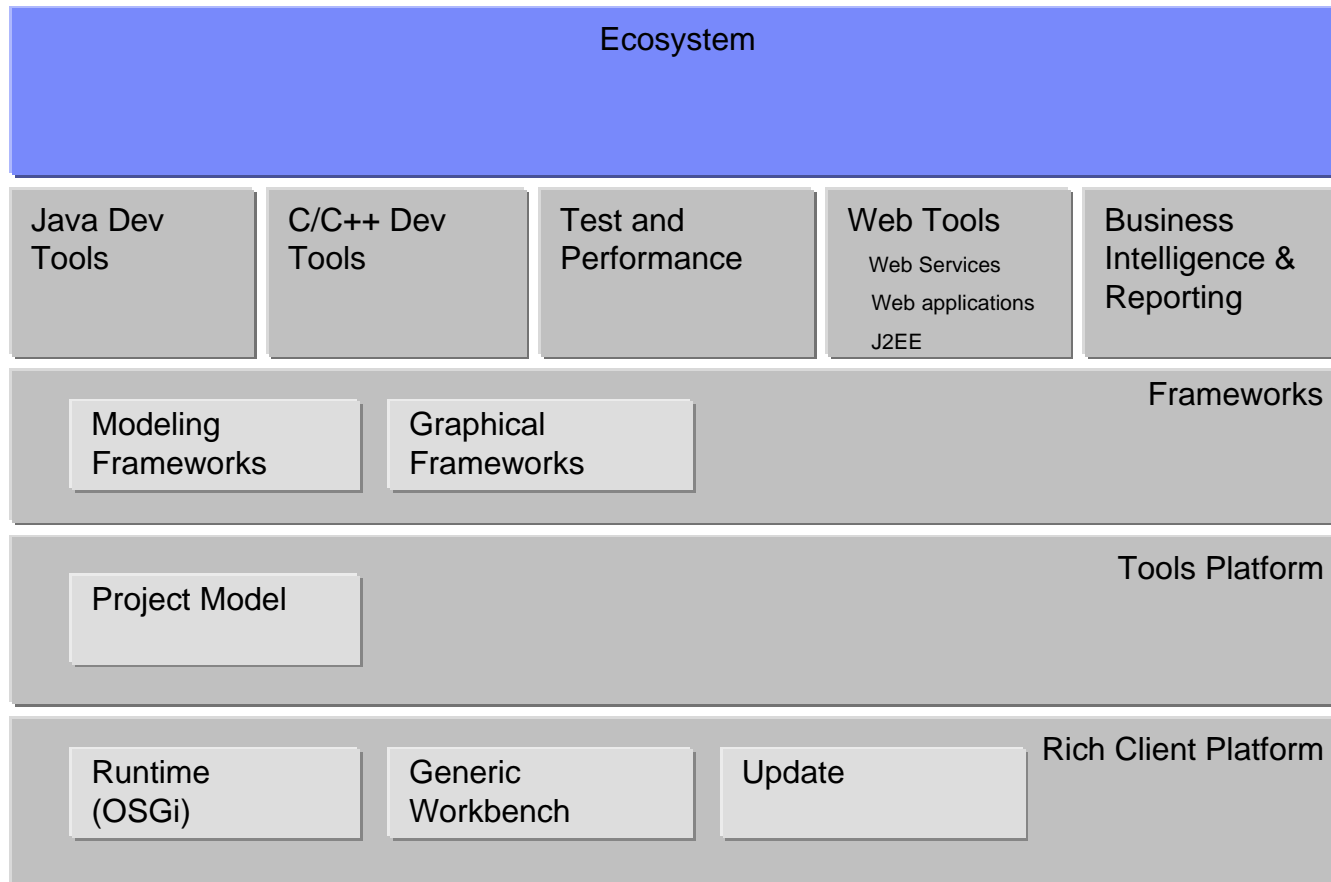 Ecosystem
Java Dev
Tools
C/C++ Dev
Tools
Test and
Performance
Web Tools
Web Services
Web applications
J2EE
Business
Intelligence &
Reporting
Frameworks
Modeling
Frameworks
Graphical
Frameworks
Tools Platform
Project Model
Rich Client Platform
Runtime
(OSGi)
Generic
Workbench
Update